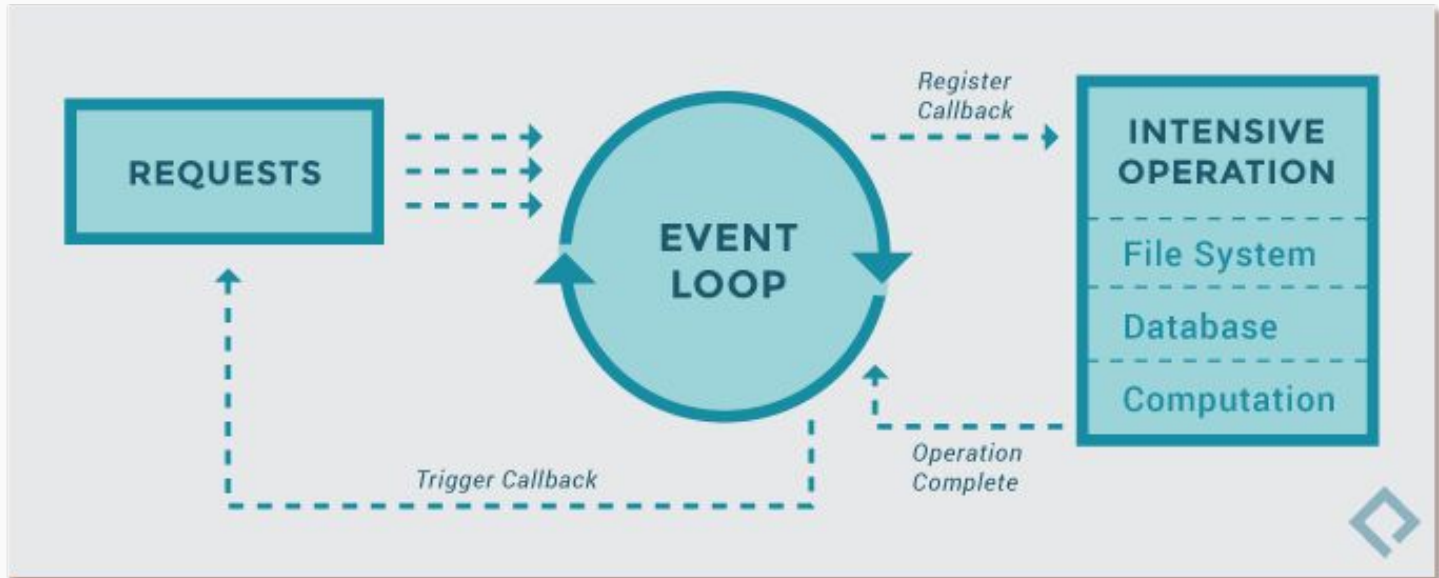 REQUESTS
EVENT
LOOP
Register
Callback
INTENSIVE
OPERATION
File System
Database
Computation
Operation
Complete
Trigger Callback